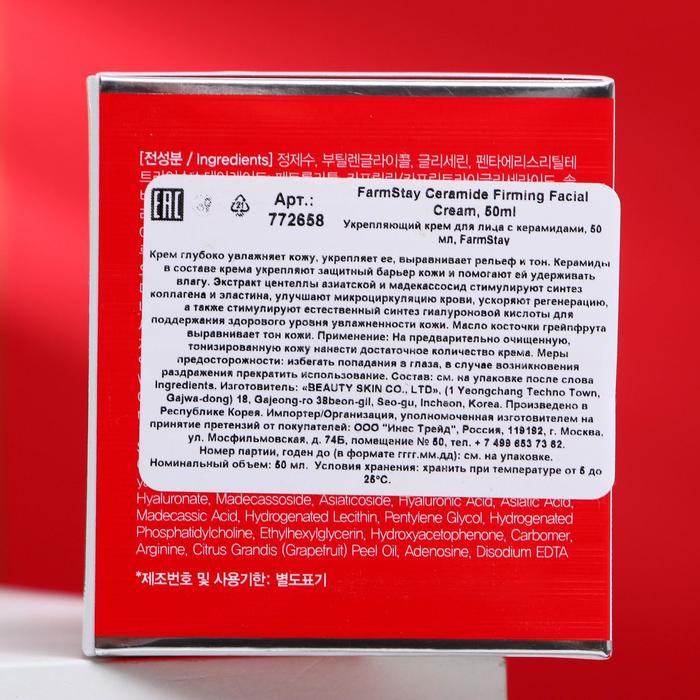 [전성분 / Ingredients] 정제수, 부틸렌글라이콜, 글리세린, 펜타에리스리틸테
EAC
21
Арт.:
772658
FarmStay Ceramide Firming Facial
Cream, 50ml
Укрепляющий крем для лица с керамидами, 50
мл, FarmStay
Крем глубоко увлажняет кожу, укрепляет ее, выравнивает рельеф и тон. Керамиды
в составе крема укрепляют защитный барьер кожи и помогают ей удерживать
влагу. Экстракт центеллы азиатской и мадекассосид стимулируют синтез
коллагена и эластина, улучшают микроциркуляцию крови, ускоряют регенерацию,
а также стимулируют естественный синтез гиалуроновой кислоты для
поддержания здорового уровня увлажненности кожи. Масло косточки грейпфрута
выравнивает тон кожи. Применение: На предварительно очищенную,
тонизированную кожу нанести достаточное количество крема. Меры
предосторожности: избегать попадания в глаза, в случае возникновения
раздражения прекратить использование. Состав: см. на упаковке после слова
Ingredients. Изготовитель: «BEAUTY SKIN CO., LTD», (1 Yeongchang Techno Town,
Gajwa-dong) 18, Gajeong-ro 38beon-gil, Seo-gu, Incheon, Korea. Произведено в
Республике Корея. Импортер/Организация, уполномоченная изготовителем на
принятие претензий от покупателей: ООО "Инес Трейд", Россия, 119192, г. Москва,
ул. Мосфильмовская, д. 74Б, помещение № 50, тел. + 7 499 653 73 62.
Номер партии, годен до (в формате гггг.мм.дд): см. на упаковке.
Номинальный объем: 50 мл. Условия хранения: хранить при температуре от 5 до
25°С.
Hyaluronate, Madecassoside, Asiaticoside, Hyaluronic Acid, Asiatic Acid,
Madecassic Acid, Hydrogenated Lecithin, Pentylene Glycol, Hydrogenated
Phosphatidylcholine, Ethylhexylglycerin, Hydroxyacetophenone, Carbomer,
Arginine, Citrus Grandis (Grapefruit) Peel Oil, Adenosine, Disodium EDTA
*제조번호 및 사용기한: 별도표기